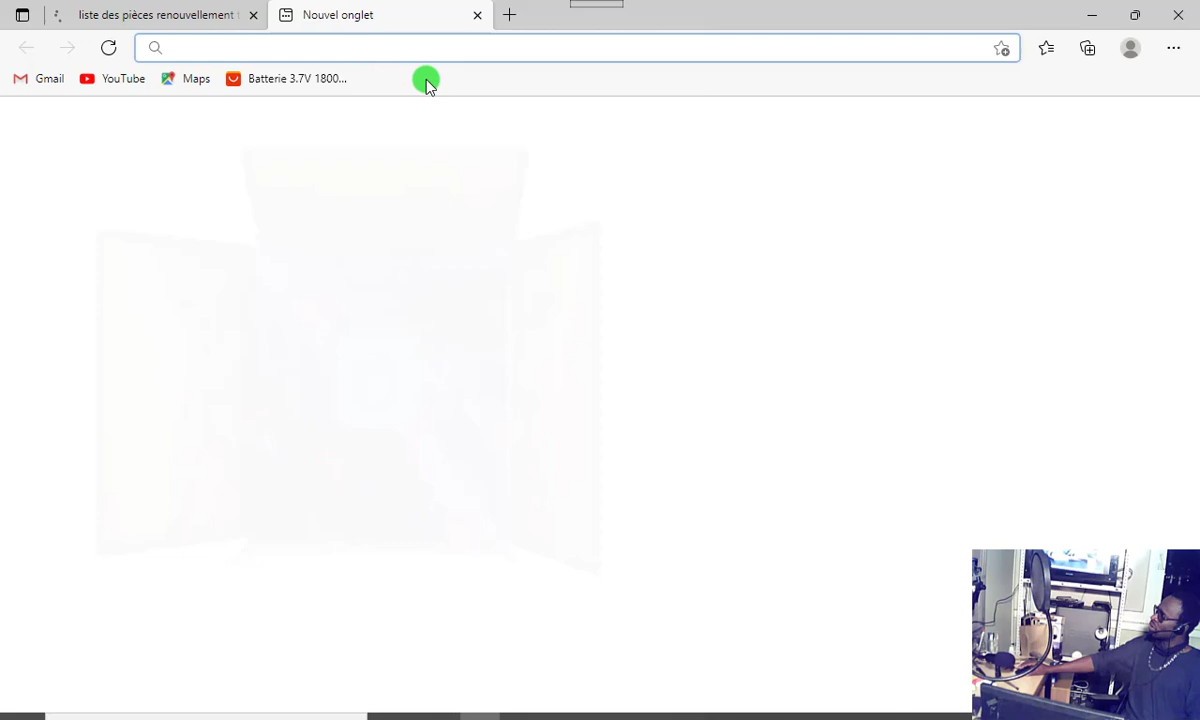 liste des pièces renouvellement t
Nouvel onglet
Gmail
YouTube
Maps
Batterie 3.7V 1800...